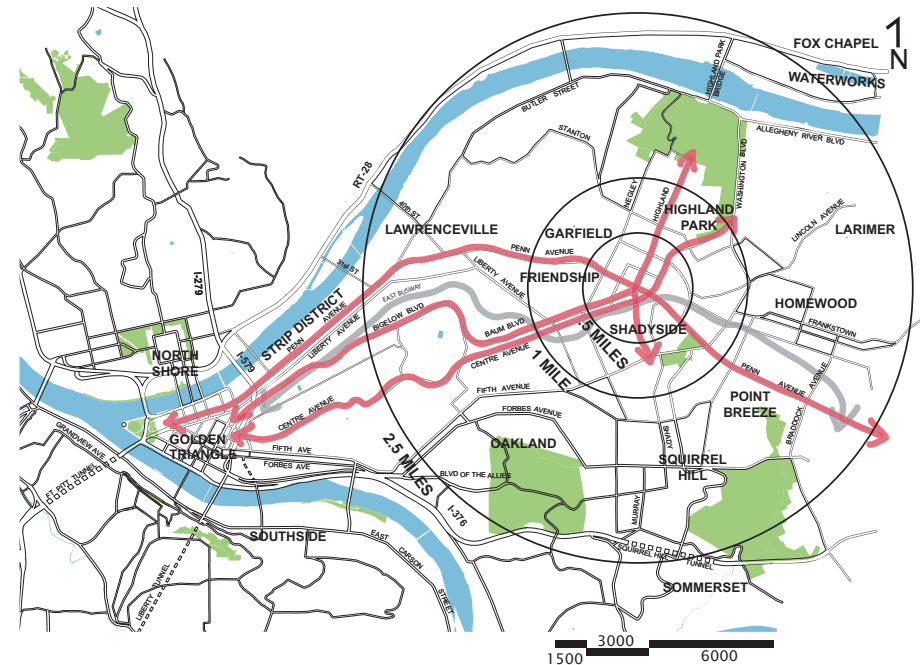 1
N
FOX CHAPEL
WATERWORKS
HIGHLAND PARK
BRIDGE
BUTLER STREET
ALLEGHENY RIVER BLVD
STANTON
WASHINGTON BLVD
RT-28
NEGLEY
HIGHLAND
40th ST
HIGHLAND
PARK
LINCOLN AVENUE
LAWRENCEVILLE
GARFIELD
LARIMER
PENN AVENUE
31st ST
LIBERTY AVENUE
FRIENDSHIP
I-279
EAST BUSWAY
HOMEWOOD
STRIP DISTRICT
PENN AVENUE
LIBERTY AVENUE
BIGELOW BLVD
BAUM BLVD
SHADYSIDE
FRANKSTOWN
.5 MILES
NORTH
SHORE
I-579
CENTRE AVENUE
1 MILE
PENN AVENUE
AVENUE
FIFTH AVENUE
POINT
BREEZE
CENTRE AVENUE
FORBES AVENUE
BRADDOCK
GRANDVIEW AVE
GOLDEN
TRIANGLE
FIFTH AVE
FORBES AVE
2.5 MILES
OAKLAND
SHADY
SQUIRREL
HILL
FT. PITT TUNNEL
BLVD OF THE ALLIES
MURRAY
I-376
SOUTHSIDE
EAST CARSON STREET
SQUIRREL HILL TUNNEL
LIBERTY TUNNEL
SOMMERSET
3000
1500
6000